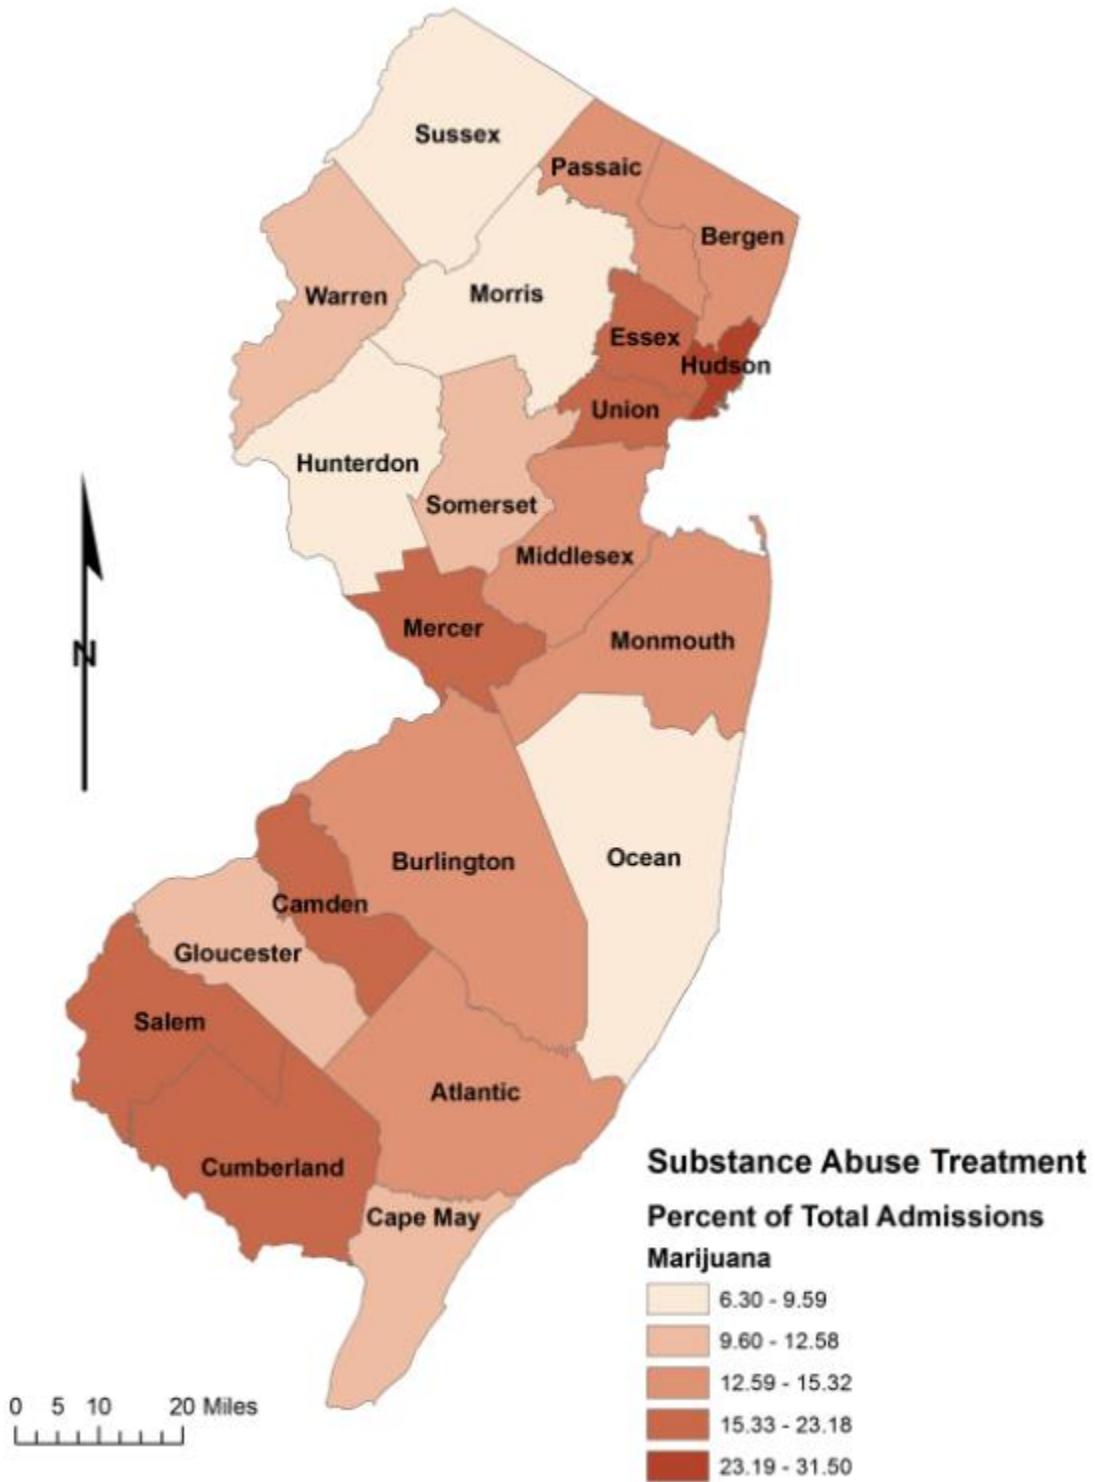 Sussex
Passaic
Bergen
Warren
Morris
Essex
Hudson
Union
Hunterdon
Somerset
Middlesex
Mercer
Monmouth
N
Burlington
Ocean
Camden
Gloucester
Salem
Atlantic
Cumberland
Cape May
Substance Abuse Treatment
Percent of Total Admissions
Marijuana
6.30 - 9.59
9.60 - 12.58
12.59 - 15.32
15.33 - 23.18
23.19 - 31.50
0 5 10 20 Miles